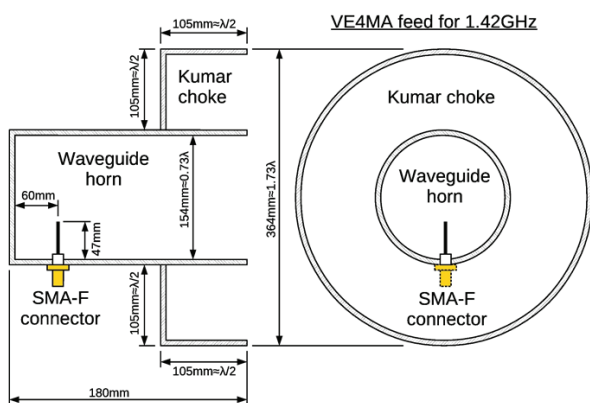 105mm≈λ/2
VE4MA feed for 1.42GHz
105mm≈λ/2
Kumar
choke
Kumar choke
Waveguide
horn
60mm
47mm
154mm≈0.73λ
364mm≈1.73λ
Waveguide
horn
SMA-F
connector
105mm≈λ/2
SMA-F
connector
105mm≈λ/2
180mm